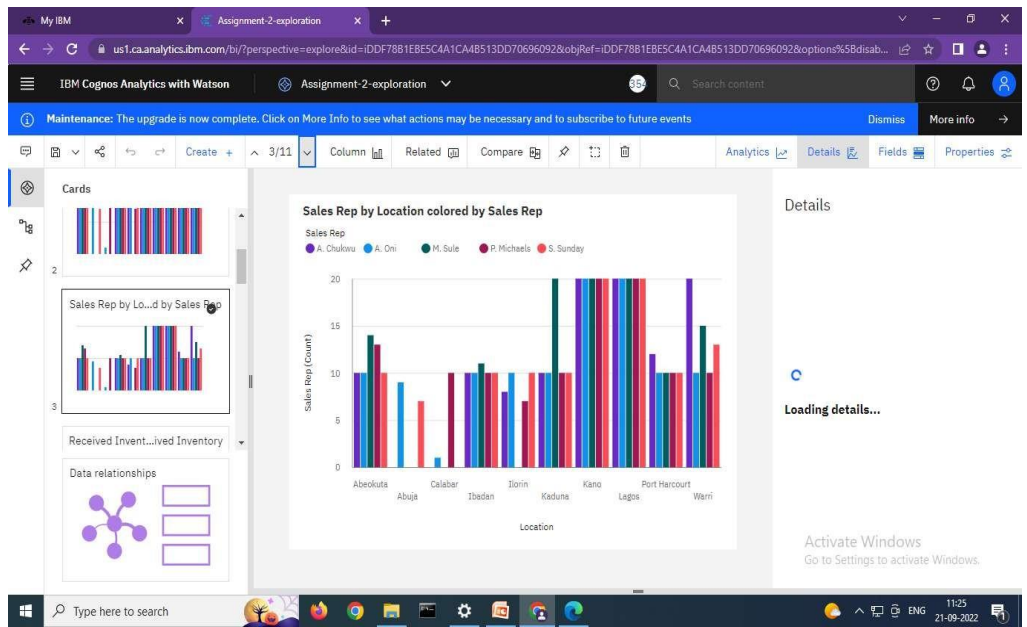 My IBM
Assignment-2-exploration
us1.ca.analytics.ibm.com/bi/?perspective=explore&id=iDDF78B1EBE5C4A1CA4B513DD70696092&objRef=iDDF78B1EBE5C4A1CA4B513DD70696092&options%5Bdisab...
IBM Cognos Analytics with Watson
Assignment-2-exploration
Search content
Maintenance: The upgrade is now complete. Click on More Info to see what actions may be necessary and to subscribe to future events
Dismiss
More info
Create +
3/11
Column
Related
Compare
Analytics
Details
Fields
Properties
Cards
2
Sales Rep by Lo...d by Sales Rep
3
Received Invent...ived Inventory
Data relationships
Sales Rep by Location colored by Sales Rep
Sales Rep
A. Chukwu A. Oni M. Sule P. Michaels S. Sunday
20
15
10
5
0
Sales Rep (Count)
Abeokuta Calabar Ilorin Kano Port Harcourt
Abuja Ibadan Kaduna Lagos Warri
Location
Details
Loading details...
Activate Windows
Go to Settings to activate Windows.
Type here to search
ENG
11:25
21-09-2022